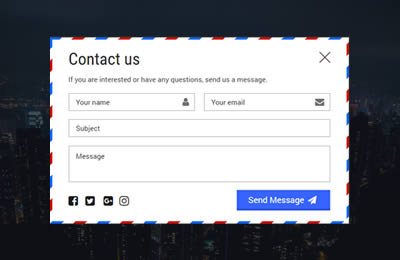 Contact us
If you are interested or have any questions, send us a message.
Your name
Your email
Subject
Message
Send Message